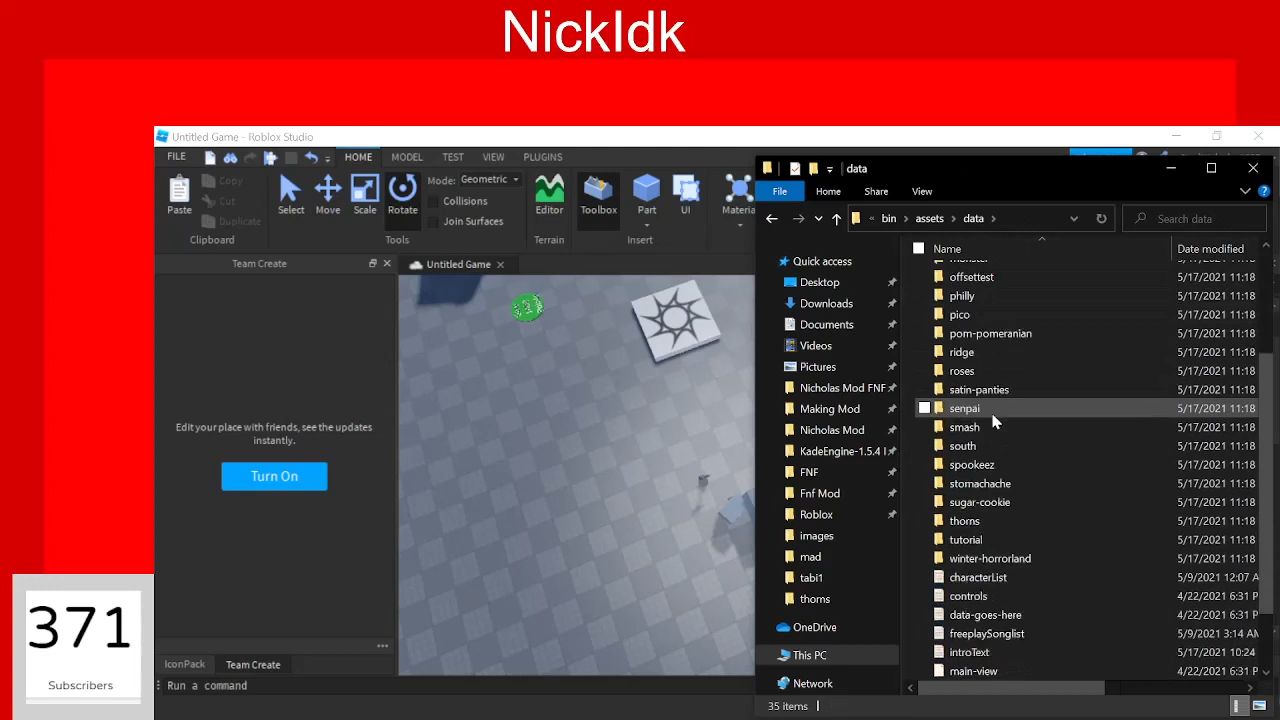 NickIdk
Untitled Game - Roblox Studio
FILE HOME MODEL TEST VIEW PLUGINS
Paste
Copy
Cut
Duplicate
Clipboard
Select Move Scale Rotate
Mode: Geometric
Collisions
Join Surfaces
Tools
Editor
Terrain
Toolbox Part UI
Insert
Team Create
Untitled Game
Edit your place with friends, see the updates
instantly.
Turn On
IconPack Team Create
Run a command
data
File Home Share View
« bin > assets > data >
Search data
Name Date modified
Quick access
Desktop
Downloads
Documents
Videos
Pictures
Nicholas Mod FNF
Making Mod
Nicholas Mod
KadeEngine-1.5.4
FNF
Fnf Mod
Roblox
images
mad
tabi1
thorns
OneDrive
This PC
Network
offsettest 5/17/2021 11:18
philly 5/17/2021 11:18
pico 5/17/2021 11:18
pom-pomeranian 5/17/2021 11:18
ridge 5/17/2021 11:18
roses 5/17/2021 11:18
satin-panties 5/17/2021 11:18
senpai 5/17/2021 11:18
smash 5/17/2021 11:18
south 5/17/2021 11:18
spookeez 5/17/2021 11:18
stomachache 5/17/2021 11:18
sugar-cookie 5/17/2021 11:18
thorns 5/17/2021 11:18
tutorial 5/17/2021 11:18
winter-horrorland 5/17/2021 11:18
characterList 5/9/2021 12:07 A
controls 4/22/2021 6:31 P
data-goes-here 4/22/2021 6:31 P
freeplaySonglist 5/9/2021 3:14 AM
introText 5/17/2021 10:24
main-view 4/22/2021 6:31 P
35 items
371
Subscribers